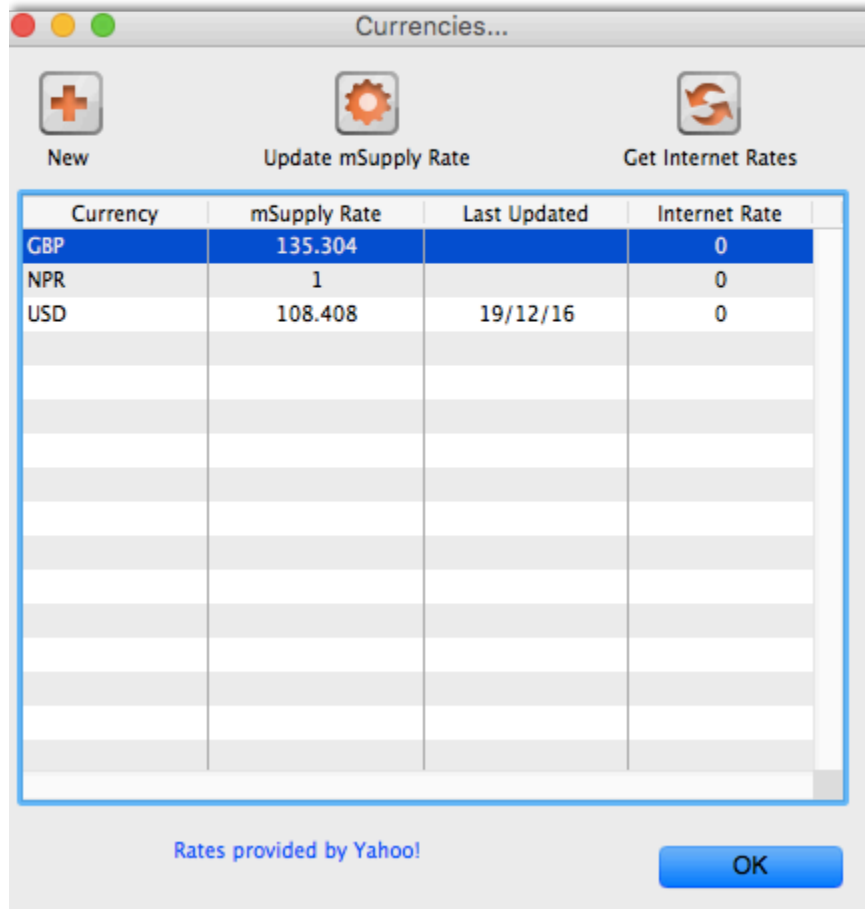 Currencies...
New Update mSupply Rate Get Internet Rates
Currency mSupply Rate Last Updated Internet Rate
GBP 135.304 0
NPR 1 0
USD 108.408 19/12/16 0
Rates provided by Yahoo!
OK